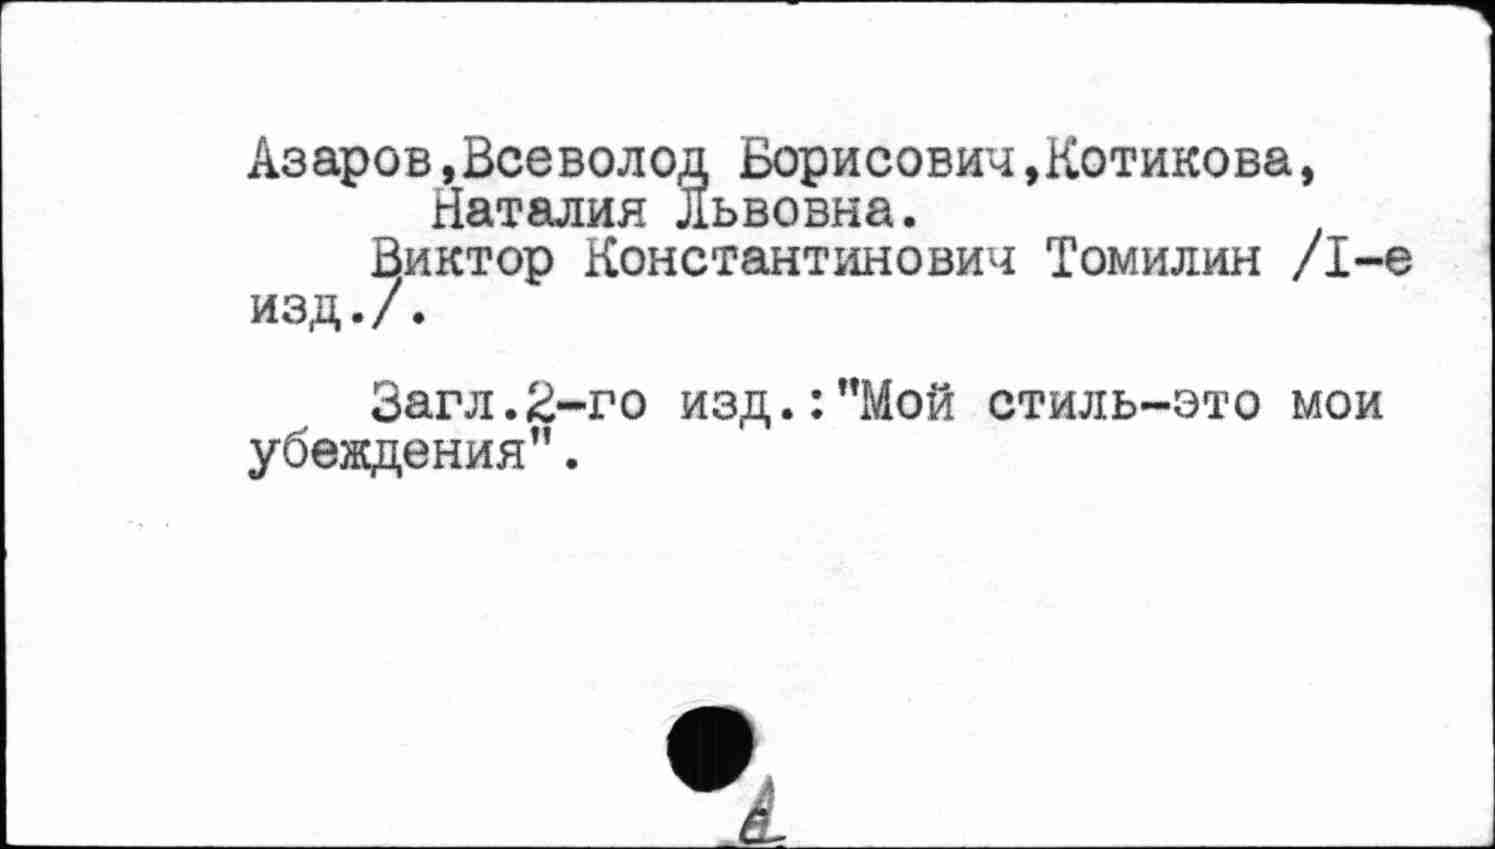 Азаров,Всеволод Борисович,Котикова,
Наталия Львовна.
Виктор Константинович Томилин /I-е
изд./.
Загл.2-го изд.:"Мой стиль-это мои
убеждения".